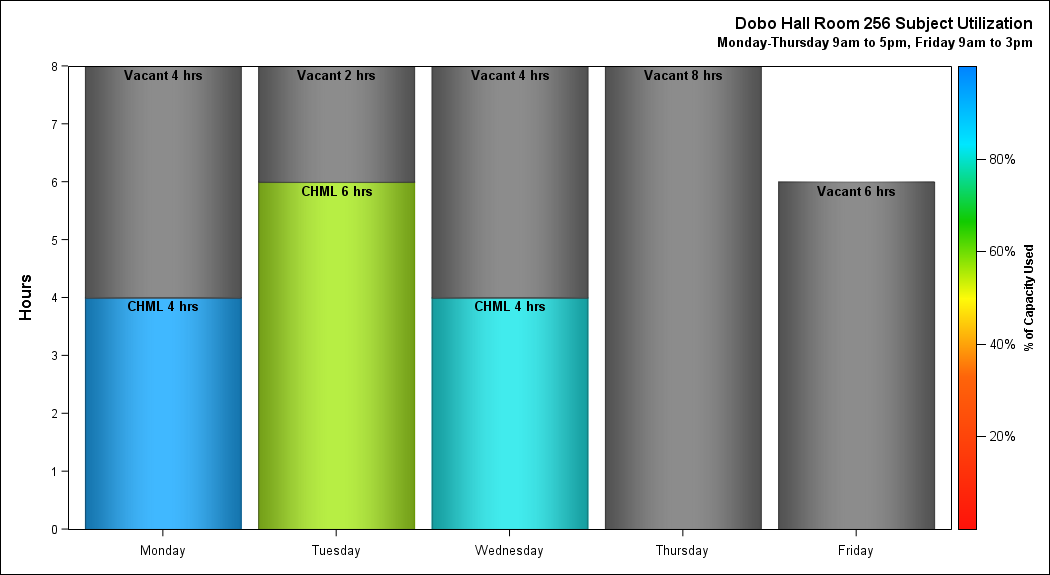 Dobo Hall Room 256 Subject Utilization
Monday-Thursday 9am to 5pm, Friday 9am to 3pm
Hours
8
7
6
5
4
3
2
1
0
Vacant 4 hrs
CHML 4 hrs
Vacant 2 hrs
CHML 6 hrs
Vacant 4 hrs
CHML 4 hrs
Vacant 8 hrs
Vacant 6 hrs
Monday
Tuesday
Wednesday
Thursday
Friday
80%
60%
40%
20%
% of Capacity Used